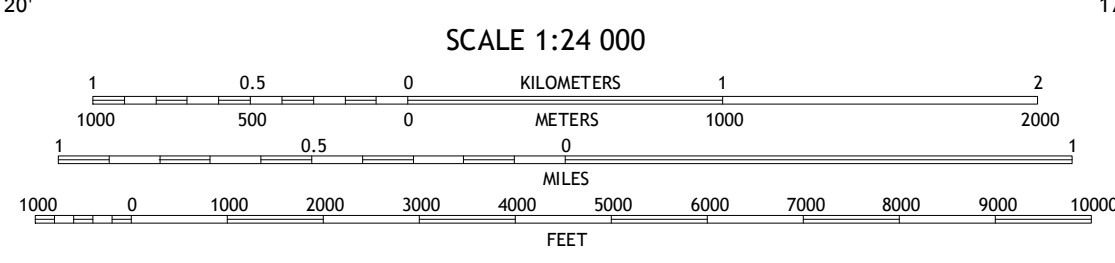 20'
SCALE 1:24 000
1 0.5 0 KILOMETERS 1 2
1000 500 0 METERS 1000 2000
1 0.5 0 1
MILES
1000 0 1000 2000 3000 4000 5000 6000 7000 8000 9000 10000
FEET